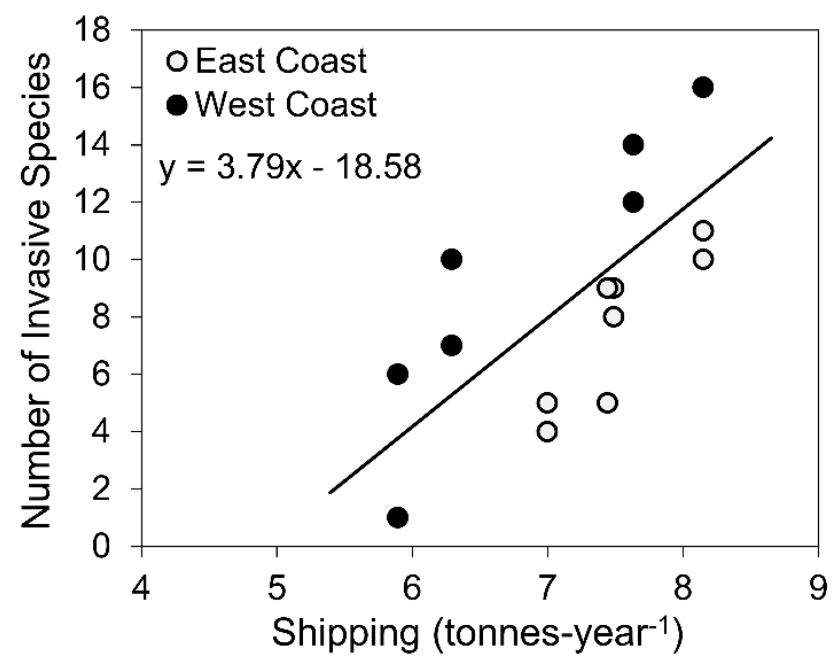 18
16
14
12
10
8
6
4
2
0
Number of Invasive Species
East Coast
West Coast
y = 3.79x - 18.58
4 5 6 7 8 9
Shipping (tonnes-year⁻¹)